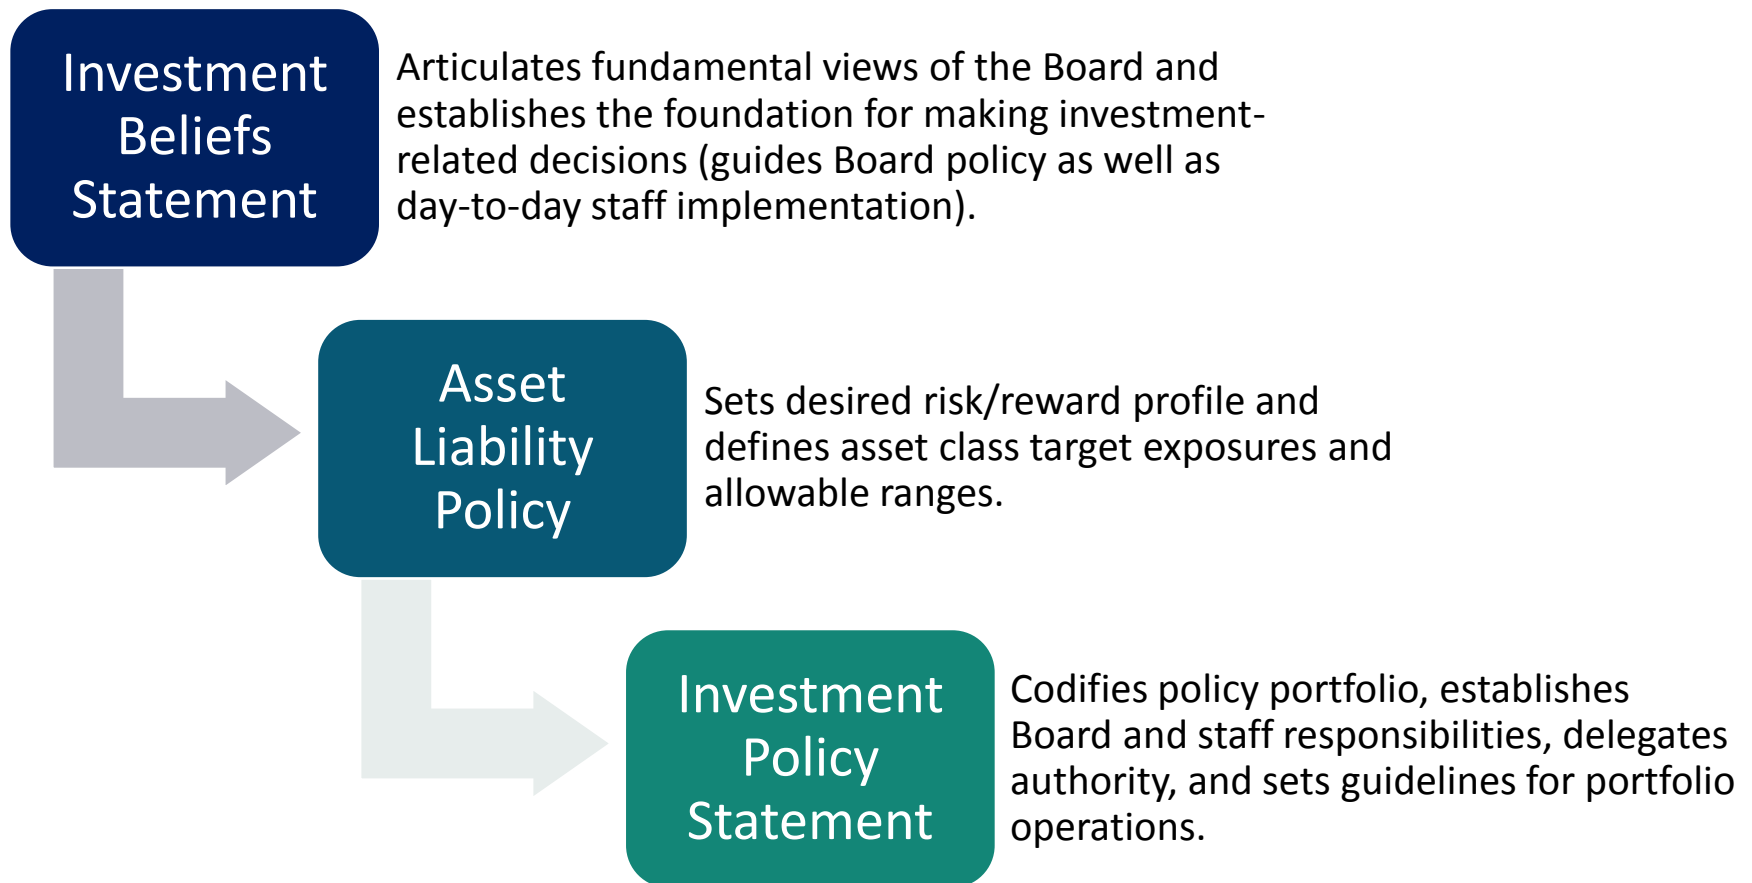 Investment
Beliefs
Statement
Articulates fundamental views of the Board and
establishes the foundation for making investment-
related decisions (guides Board policy as well as
day-to-day staff implementation).
Asset
Liability
Policy
Sets desired risk/reward profile and
defines asset class target exposures and
allowable ranges.
Investment
Policy
Statement
Codifies policy portfolio, establishes
Board and staff responsibilities, delegates
authority, and sets guidelines for portfolio
operations.